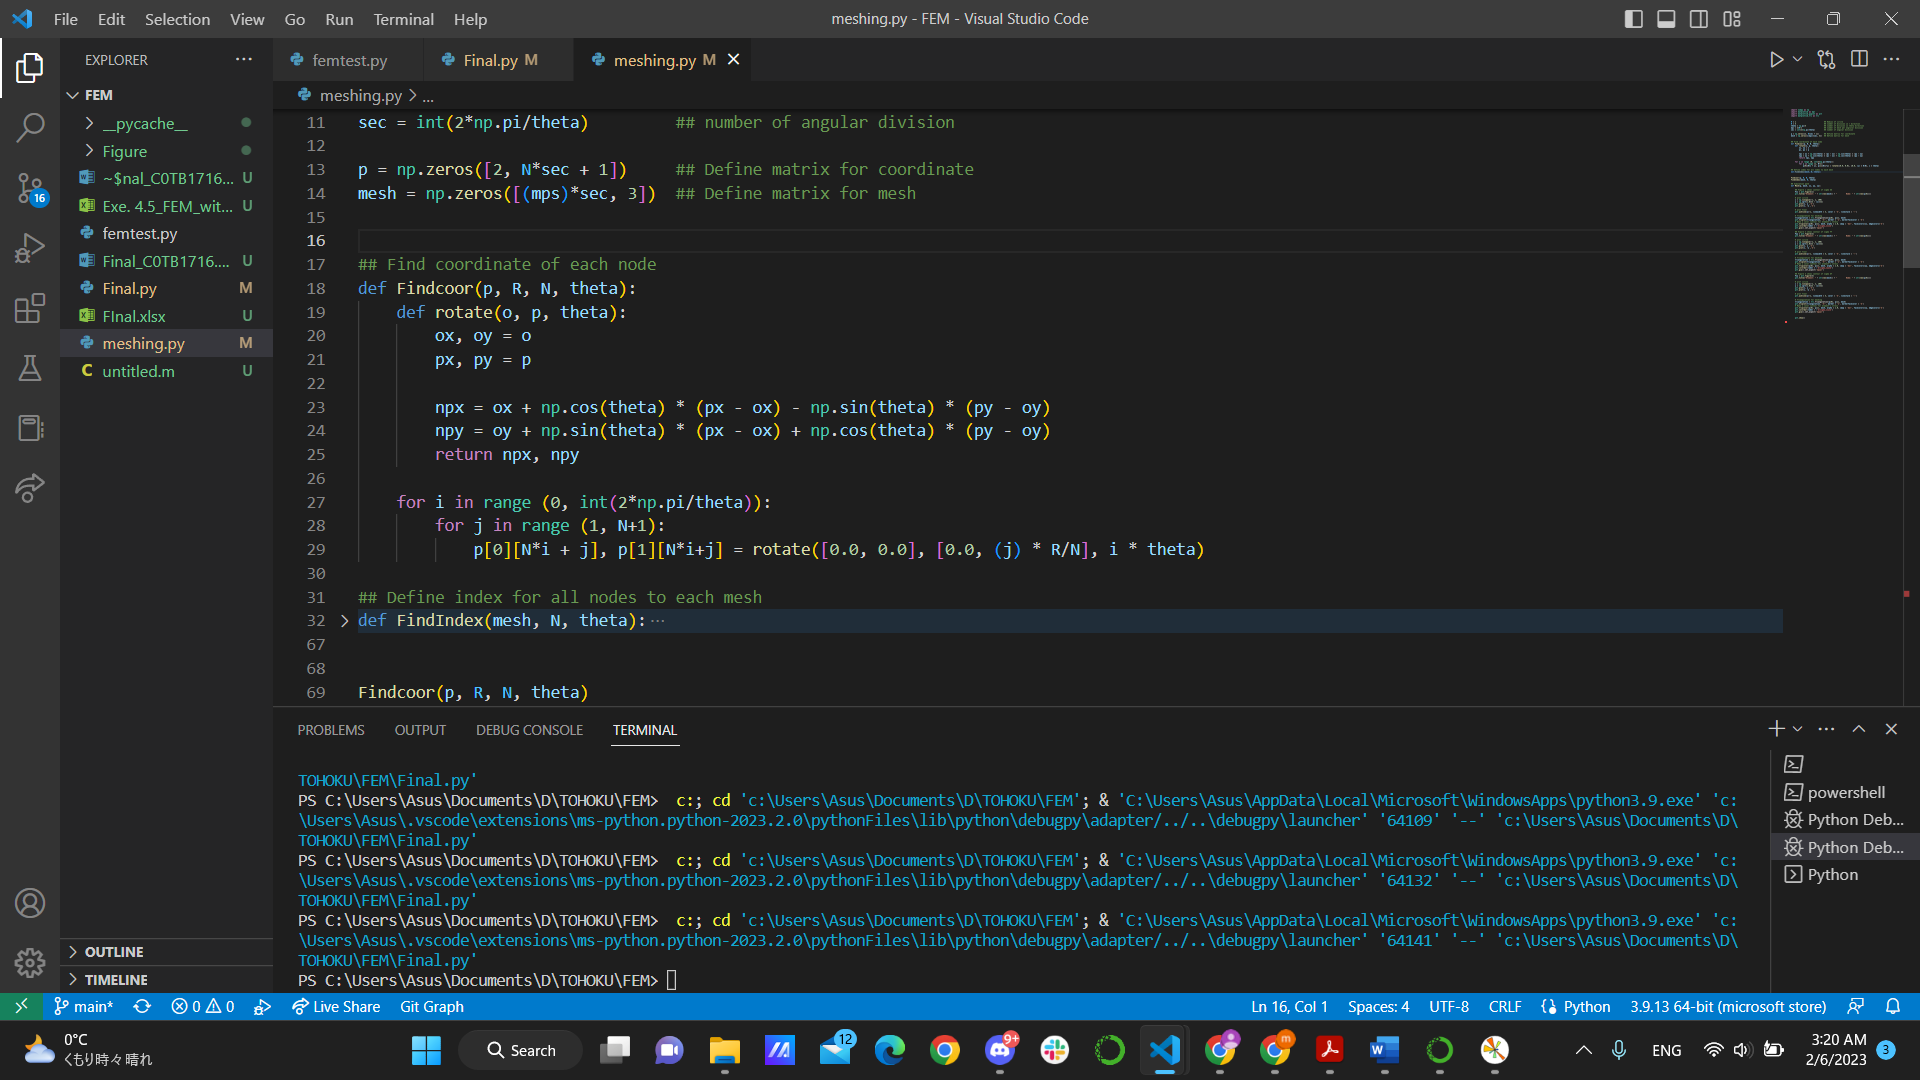 File Edit Selection View Go Run Terminal Help
meshing.py - FEM - Visual Studio Code
EXPLORER
FEM
__pycache__
Figure
~$nal_C0TB1716... U
Exe. 4.5_FEM_wit... U
femtest.py
Final_C0TB1716.... U
Final.py M
FInal.xlsx U
meshing.py M
untitled.m U
OUTLINE
TIMELINE
16
femtest.py Final.py M meshing.py M
meshing.py > ...
11 sec = int(2*np.pi/theta) ## number of angular division
12
13 p = np.zeros([2, N*sec + 1]) ## Define matrix for coordinate
14 mesh = np.zeros([(mps)*sec, 3]) ## Define matrix for mesh
15
16
17 ## Find coordinate of each node
18 def Findcoor(p, R, N, theta):
19 def rotate(o, p, theta):
20 ox, oy = o
21 px, py = p
22
23 npx = ox + np.cos(theta) * (px - ox) - np.sin(theta) * (py - oy)
24 npy = oy + np.sin(theta) * (px - ox) + np.cos(theta) * (py - oy)
25 return npx, npy
26
27 for i in range (0, int(2*np.pi/theta)):
28 for j in range (1, N+1):
29 p[0][N*i + j], p[1][N*i+j] = rotate([0.0, 0.0], [0.0, (j) * R/N], i * theta)
30
31 ## Define index for all nodes to each mesh
32 def FindIndex(mesh, N, theta):...
67
68
69 Findcoor(p, R, N, theta)
PROBLEMS OUTPUT DEBUG CONSOLE TERMINAL
TOHOKU\FEM\Final.py'
PS C:\Users\Asus\Documents\D\TOHOKU\FEM> c:; cd 'c:\Users\Asus\Documents\D\TOHOKU\FEM'; & 'C:\Users\Asus\AppData\Local\Microsoft\WindowsApps\python3.9.exe' 'c:
\Users\Asus\.vscode\extensions\ms-python.python-2023.2.0\pythonFiles\lib\python\debugpy\adapter/../..\debugpy\launcher' '64109' '--' 'c:\Users\Asus\Documents\D\
TOHOKU\FEM\Final.py'
PS C:\Users\Asus\Documents\D\TOHOKU\FEM> c:; cd 'c:\Users\Asus\Documents\D\TOHOKU\FEM'; & 'C:\Users\Asus\AppData\Local\Microsoft\WindowsApps\python3.9.exe' 'c:
\Users\Asus\.vscode\extensions\ms-python.python-2023.2.0\pythonFiles\lib\python\debugpy\adapter/../..\debugpy\launcher' '64132' '--' 'c:\Users\Asus\Documents\D\
TOHOKU\FEM\Final.py'
PS C:\Users\Asus\Documents\D\TOHOKU\FEM> c:; cd 'c:\Users\Asus\Documents\D\TOHOKU\FEM'; & 'C:\Users\Asus\AppData\Local\Microsoft\WindowsApps\python3.9.exe' 'c:
\Users\Asus\.vscode\extensions\ms-python.python-2023.2.0\pythonFiles\lib\python\debugpy\adapter/../..\debugpy\launcher' '64141' '--' 'c:\Users\Asus\Documents\D\
TOHOKU\FEM\Final.py'
PS C:\Users\Asus\Documents\D\TOHOKU\FEM>
powershell
Python Deb...
Python Deb...
Python
main* 0 0 Live Share Git Graph
Ln 16, Col 1 Spaces: 4 UTF-8 CRLF Python 3.9.13 64-bit (microsoft store)
0°C
くもり時々晴れ
Search
12
9+
ENG
3:20 AM
2/6/2023
3